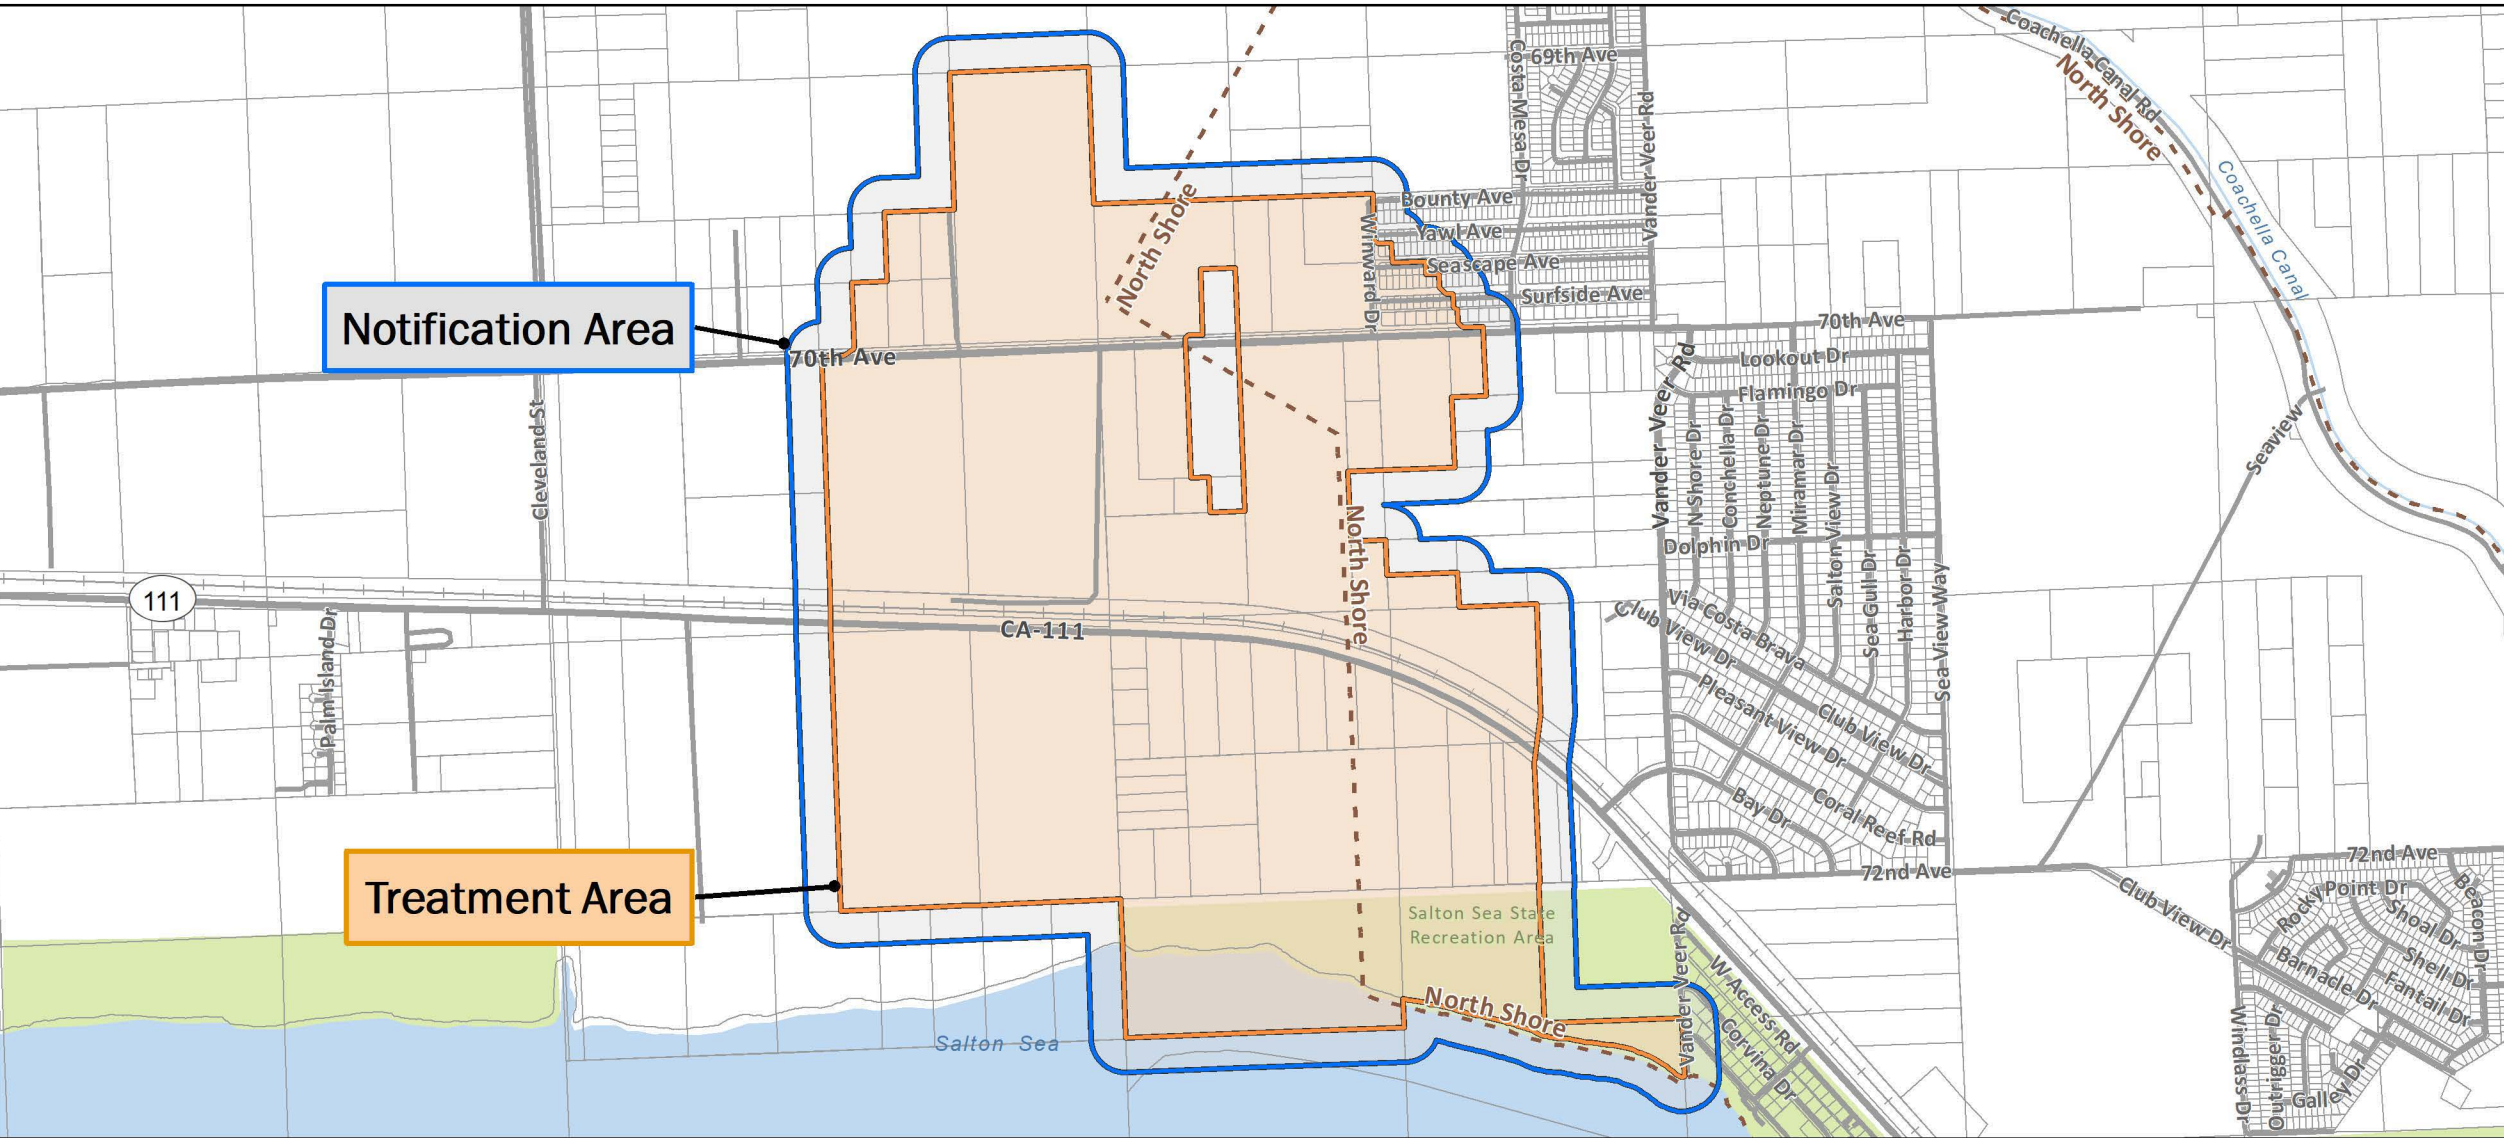 Coachella Canal Rd
North Shore
69th Ave
Costa Mesa Dr
Vander Veer Rd
Coachella Canal
North Shore
Bounty Ave
Yawl Ave
Winward Dr
Seascape Ave
Surfside Ave
Notification Area
70th Ave
70th Ave
Lookout Dr
Flamingo Dr
Vander Veer Rd
N Shore Dr
Conchella Dr
Neptune Dr
Miramar Dr
Salton View Dr
Sea Gull Dr
Harbor Dr
Sea View Way
Seaview
Cleveland St
North Shore
Dolphin Dr
111
CA-111
Palm Island Dr
Via Costa Brava
Club View Dr
Pleasant View Dr
Club View Dr
Bay Dr
Coral Reef Rd
72nd Ave
72nd Ave
Treatment Area
Salton Sea State
Recreation Area
Vander Veer Rd
W Access Rd
Corvina Dr
North Shore
Salton Sea
Club View Dr
Rocky Point Dr
Shoal Dr
Beacon Dr
Shell Dr
Fantail Dr
Barnacle Dr
Windlass Dr
Outrigger Dr
Galley Dr